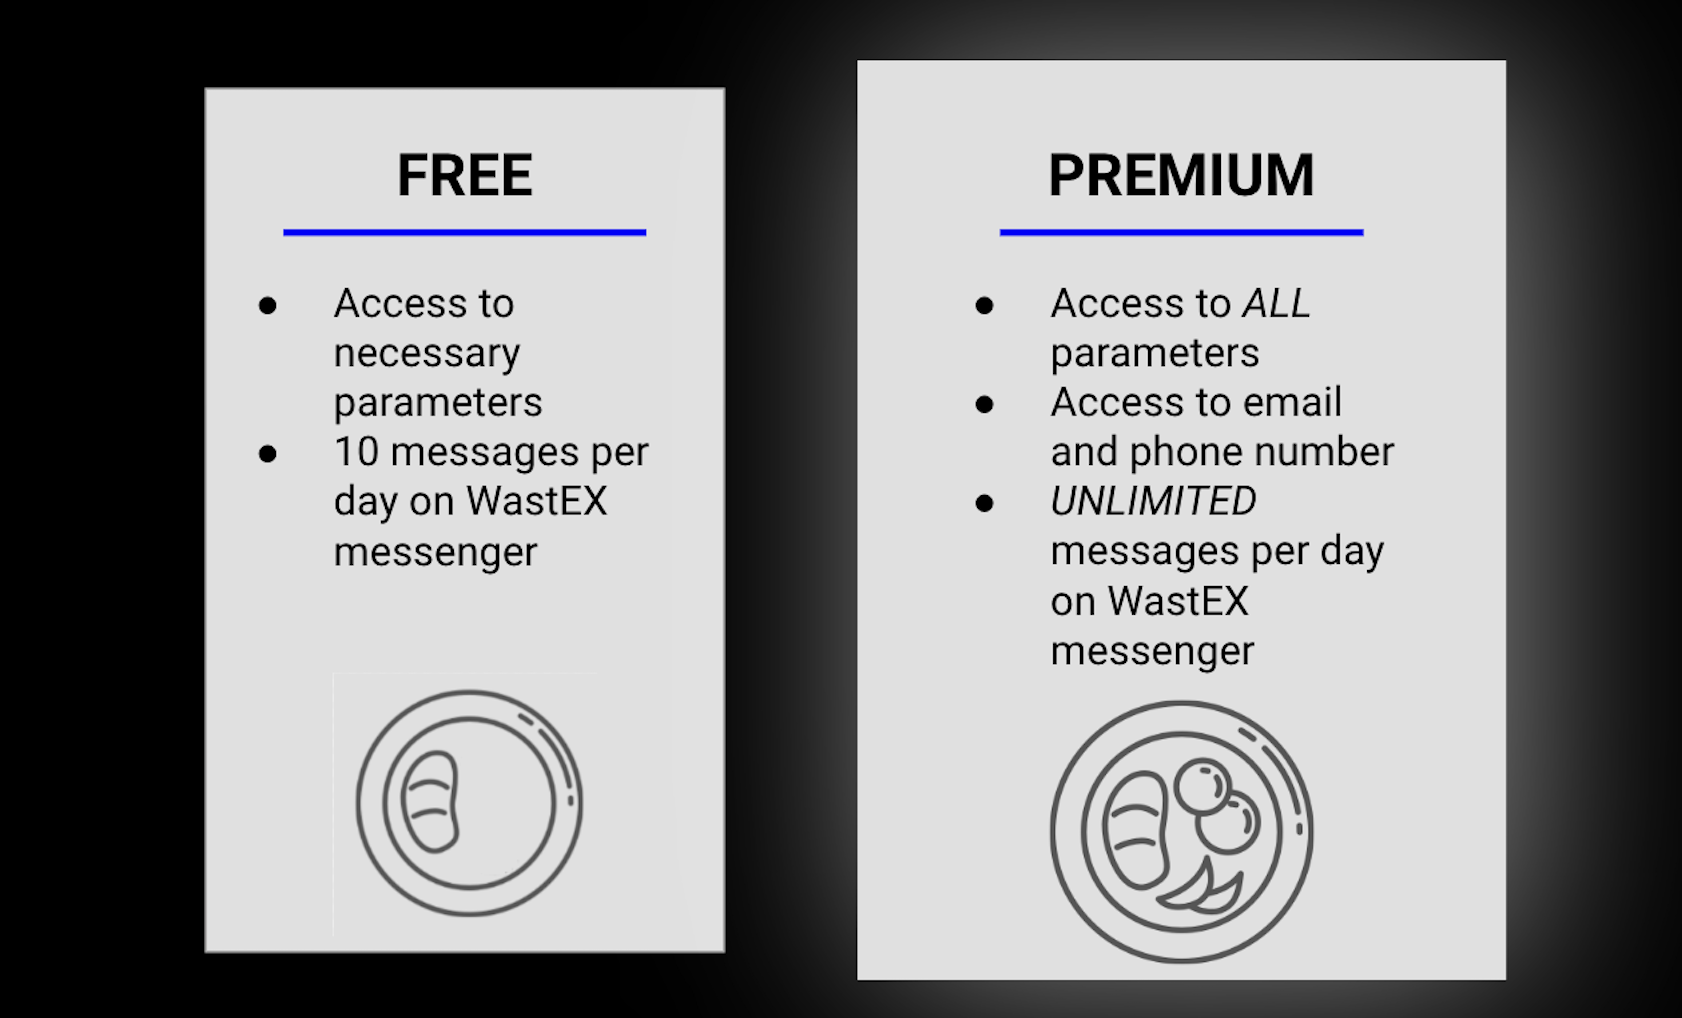 FREE
● Access to
necessary
parameters
● 10 messages per
day on WastEX
messenger
PREMIUM
● Access to ALL
parameters
● Access to email
and phone number
● UNLIMITED
messages per day
on WastEX
messenger